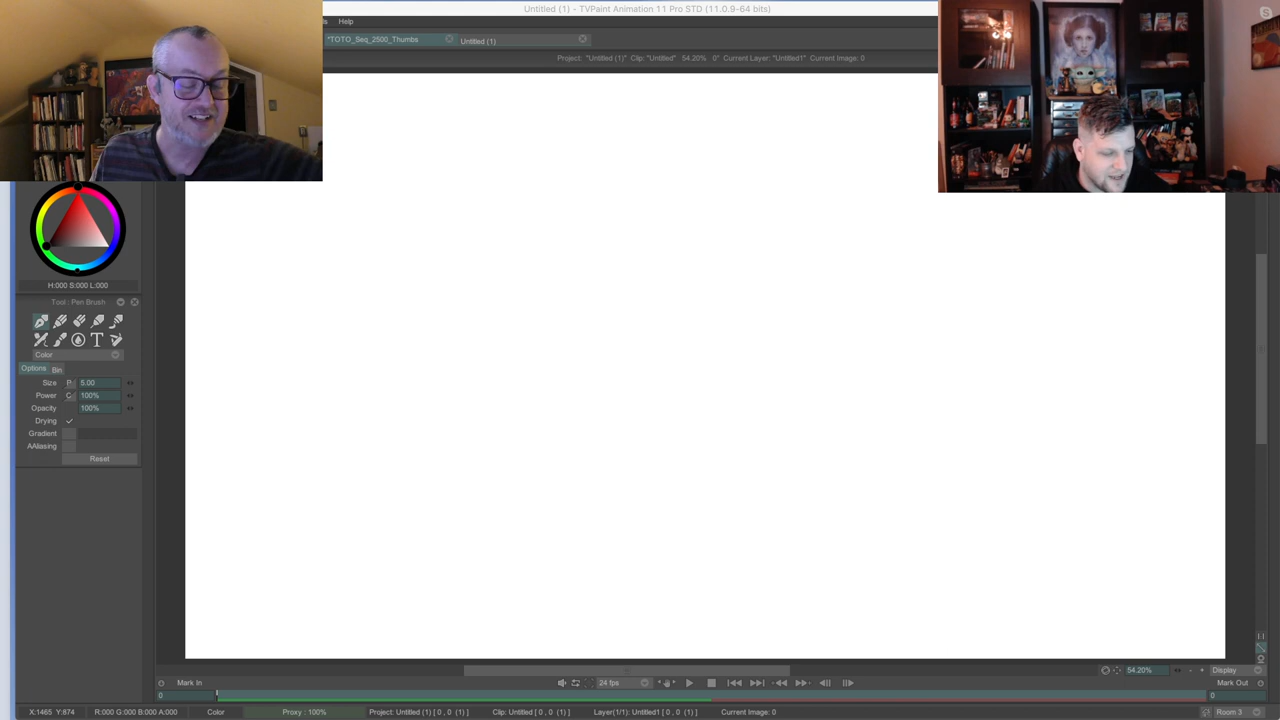 Untitled (1) - TVPaint Animation 11 Pro STD (11.0.9-64 bits)
ls Help
*TOTO_Seq_2500_Thumbs Untitled (1)
Project: "Untitled (1)" Clip: "Untitled" 54.20% 0° Current Layer: "Untitled1" Current Image: 0
H:000 S:000 L:000
Tool : Pen Brush
Color
Options Bin
Size P 5.00
Power C 100%
Opacity 100%
Drying
Gradient
AAliasing
Reset
54.20% Display
Mark In 24 fps Mark Out
0 0
X:1465 Y:874 R:000 G:000 B:000 A:000 Color Proxy : 100% Project: Untitled (1) [ 0 , 0 (1) ] Clip: Untitled [ 0 , 0 (1) ] Layer(1/1): Untitled1 [ 0 , 0 (1) ] Current Image: 0 Room 3